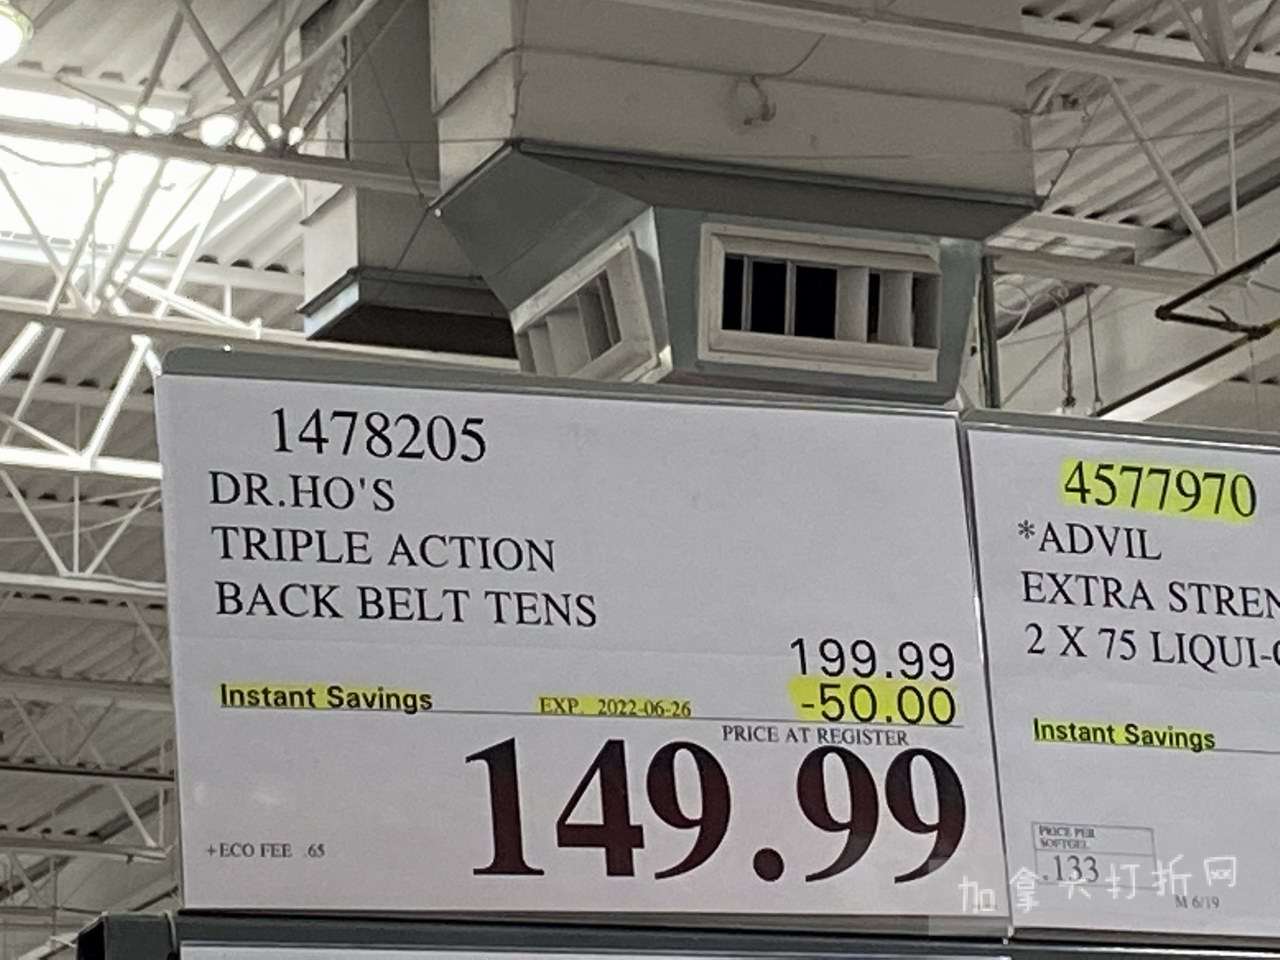 1478205
DR.HO'S
TRIPLE ACTION
BACK BELT TENS
199.99
Instant Savings EXP. 2022-06-26 -50.00
PRICE AT REGISTER
149.99
+ECO FEE .65
4577970
*ADVIL
EXTRA STREN
2 X 75 LIQUI-
Instant Savings
PRICE PER
SOFTGEL
.133
M 6/19
加拿大打折网